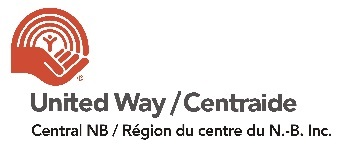 United Way / Centraide
Central NB / Région du centre du N.-B. Inc.